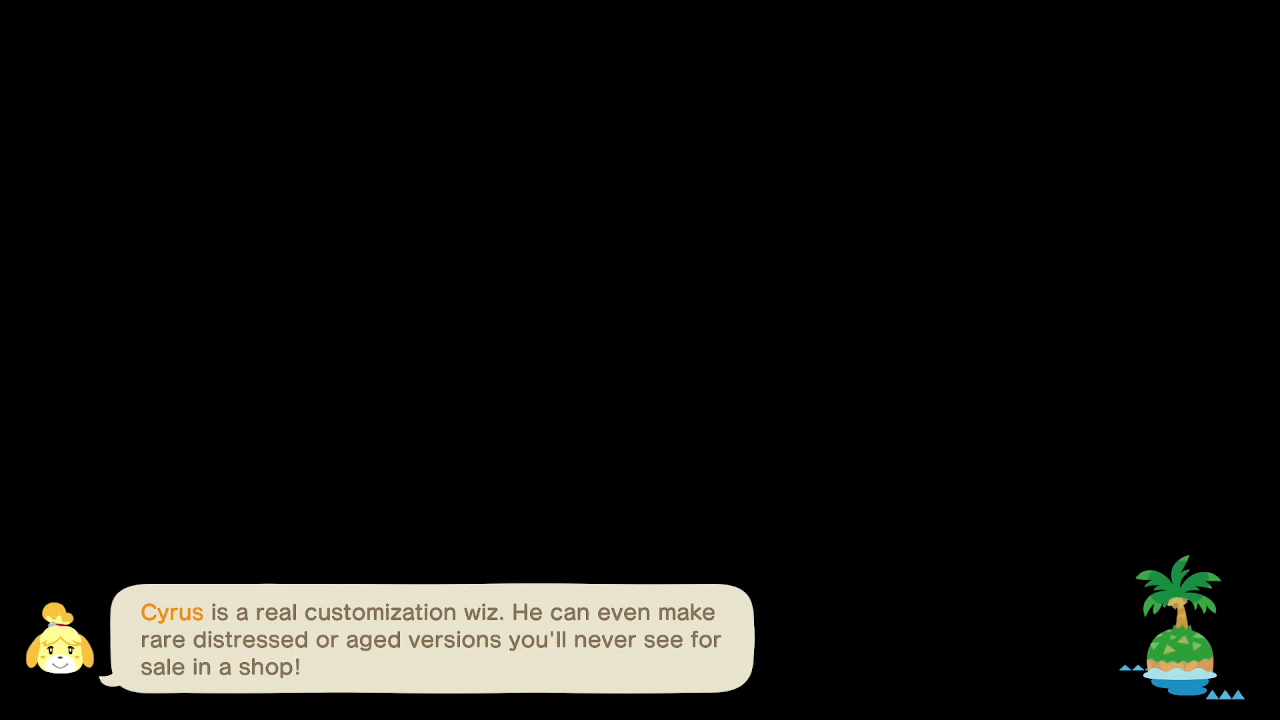 Cyrus is a real customization wiz. He can even make
rare distressed or aged versions you'll never see for
sale in a shop!